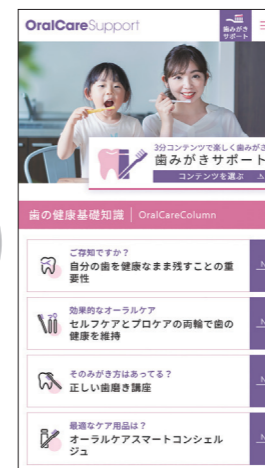 OralCareSupport
歯みがき
サポート
3分コンテンツで楽しく歯みがき
歯みがきサポート
コンテンツを選ぶ
歯の健康基礎知識 | OralCareColumn
ご存知ですか?
自分の歯を健康なまま残すことの重
要性
効果的なオーラルケア
セルフケアとプロケアの両輪で歯の
健康を維持
そのみがき方はあってる?
正しい歯磨き講座
最適なケア用品は?
オーラルケアスマートコンシェル
ジュ